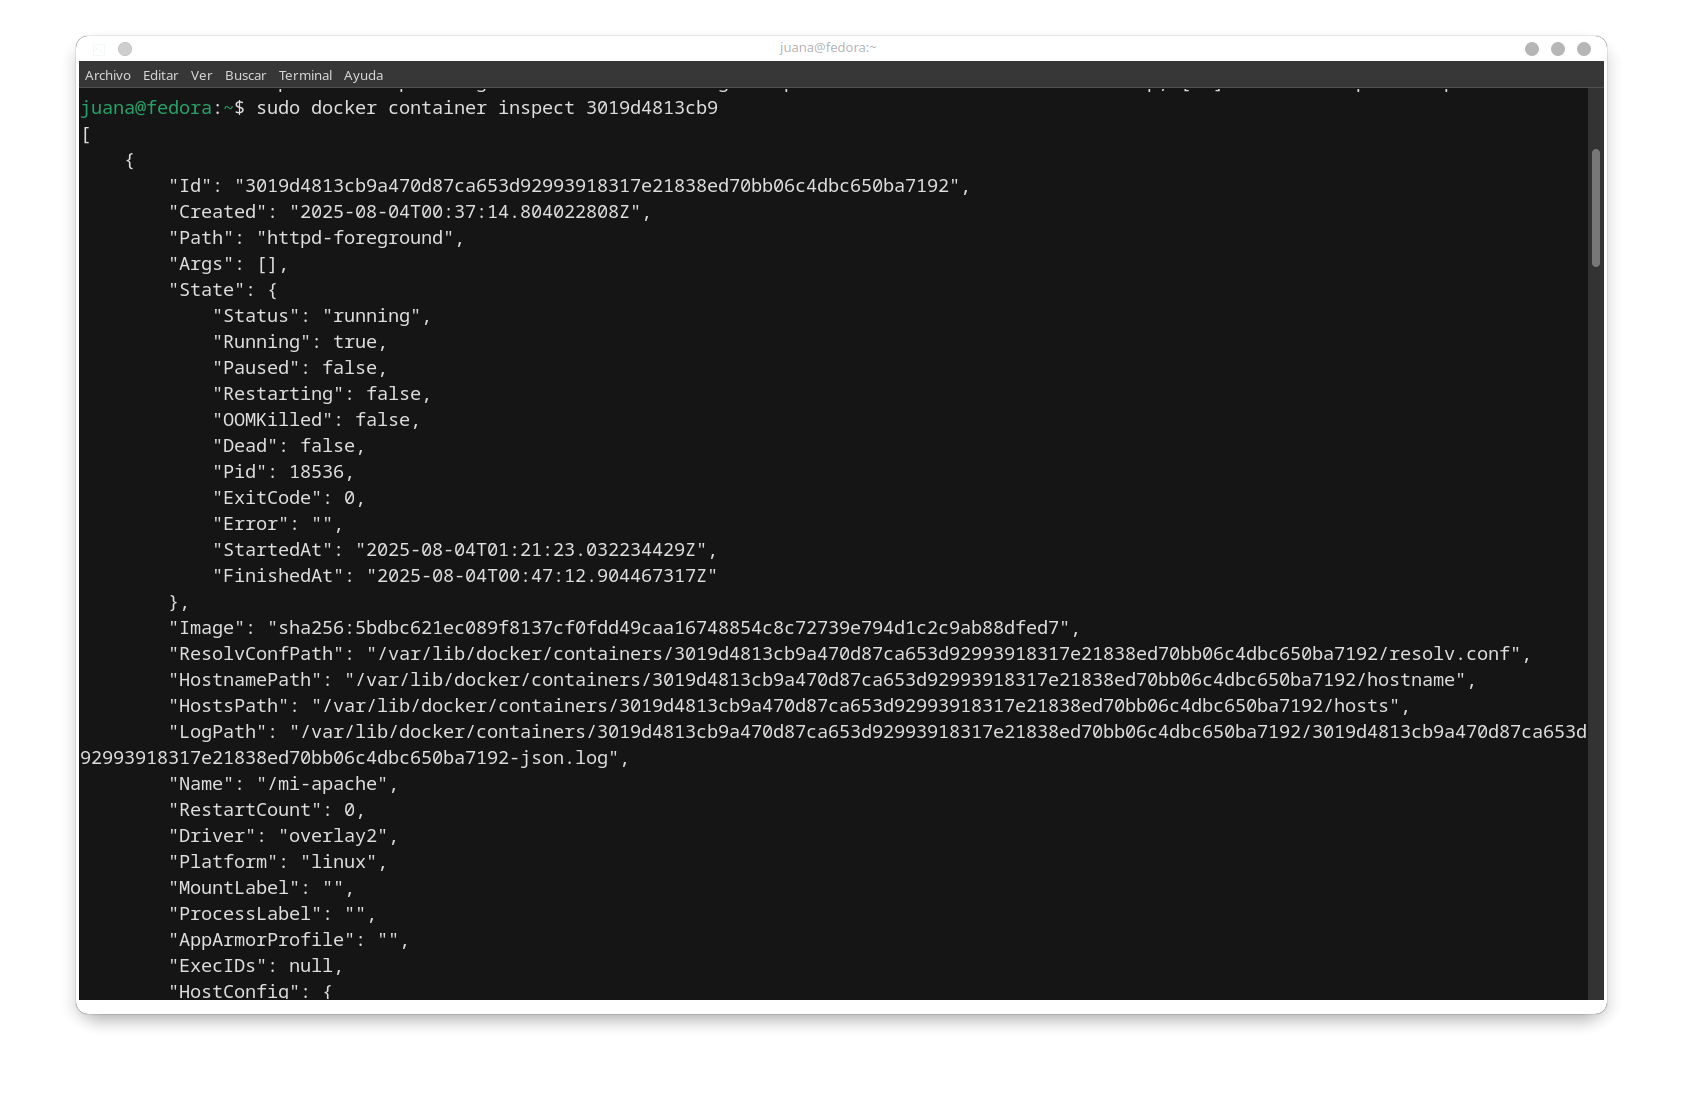 juana@fedora:~
Archivo Editar Ver Buscar Terminal Ayuda
juana@fedora:~$ sudo docker container inspect 3019d4813cb9
[
    {
        "Id": "3019d4813cb9a470d87ca653d92993918317e21838ed70bb06c4dbc650ba7192",
        "Created": "2025-08-04T00:37:14.804022808Z",
        "Path": "httpd-foreground",
        "Args": [],
        "State": {
            "Status": "running",
            "Running": true,
            "Paused": false,
            "Restarting": false,
            "OOMKilled": false,
            "Dead": false,
            "Pid": 18536,
            "ExitCode": 0,
            "Error": "",
            "StartedAt": "2025-08-04T01:21:23.032234429Z",
            "FinishedAt": "2025-08-04T00:47:12.904467317Z"
        },
        "Image": "sha256:5bdbc621ec089f8137cf0fdd49caa16748854c8c72739e794d1c2c9ab88dfed7",
        "ResolvConfPath": "/var/lib/docker/containers/3019d4813cb9a470d87ca653d92993918317e21838ed70bb06c4dbc650ba7192/resolv.conf",
        "HostnamePath": "/var/lib/docker/containers/3019d4813cb9a470d87ca653d92993918317e21838ed70bb06c4dbc650ba7192/hostname",
        "HostsPath": "/var/lib/docker/containers/3019d4813cb9a470d87ca653d92993918317e21838ed70bb06c4dbc650ba7192/hosts",
        "LogPath": "/var/lib/docker/containers/3019d4813cb9a470d87ca653d92993918317e21838ed70bb06c4dbc650ba7192/3019d4813cb9a470d87ca653d
92993918317e21838ed70bb06c4dbc650ba7192-json.log",
        "Name": "/mi-apache",
        "RestartCount": 0,
        "Driver": "overlay2",
        "Platform": "linux",
        "MountLabel": "",
        "ProcessLabel": "",
        "AppArmorProfile": "",
        "ExecIDs": null,
        "HostConfig": {